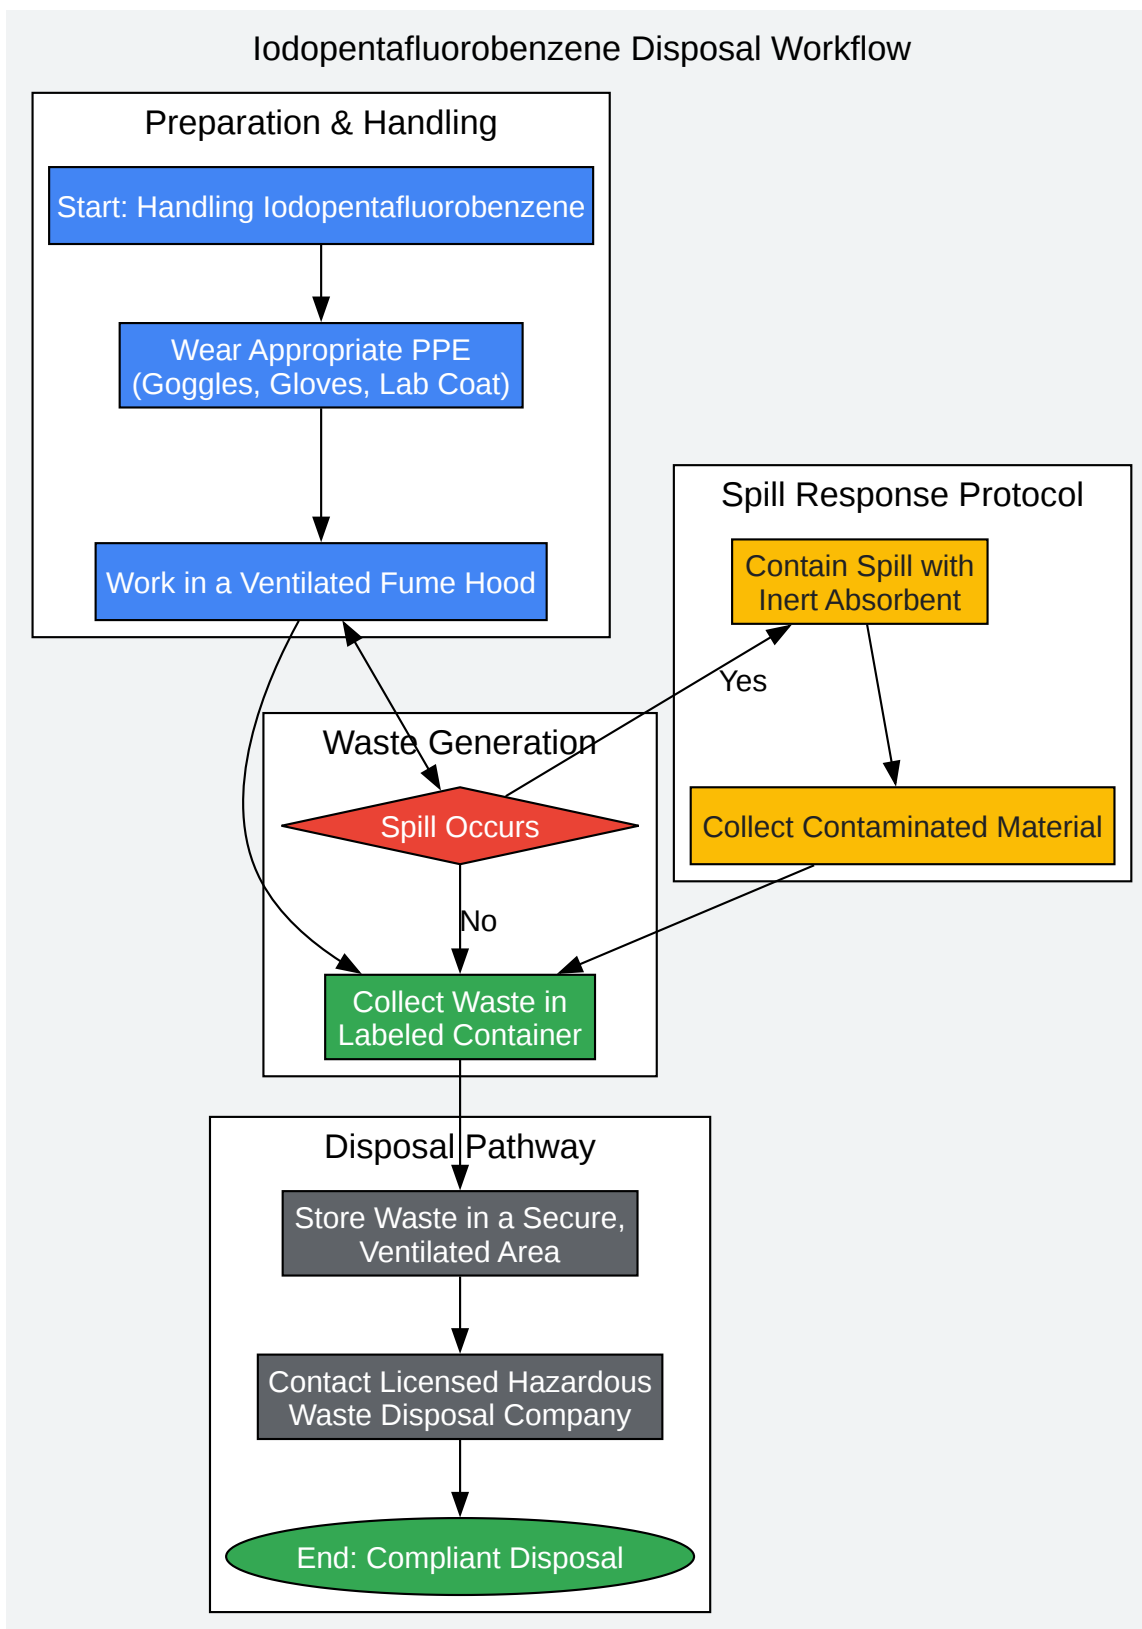 Iodopentafluorobenzene Disposal Workflow
Preparation & Handling
Start: Handling Iodopentafluorobenzene
Wear Appropriate PPE
(Goggles, Gloves, Lab Coat)
Work in a Ventilated Fume Hood
Spill Response Protocol
Contain Spill with
Inert Absorbent
Yes
Collect Contaminated Material
Waste Generation
Spill Occurs
No
Collect Waste in
Labeled Container
Disposal Pathway
Store Waste in a Secure,
Ventilated Area
Contact Licensed Hazardous
Waste Disposal Company
End: Compliant Disposal